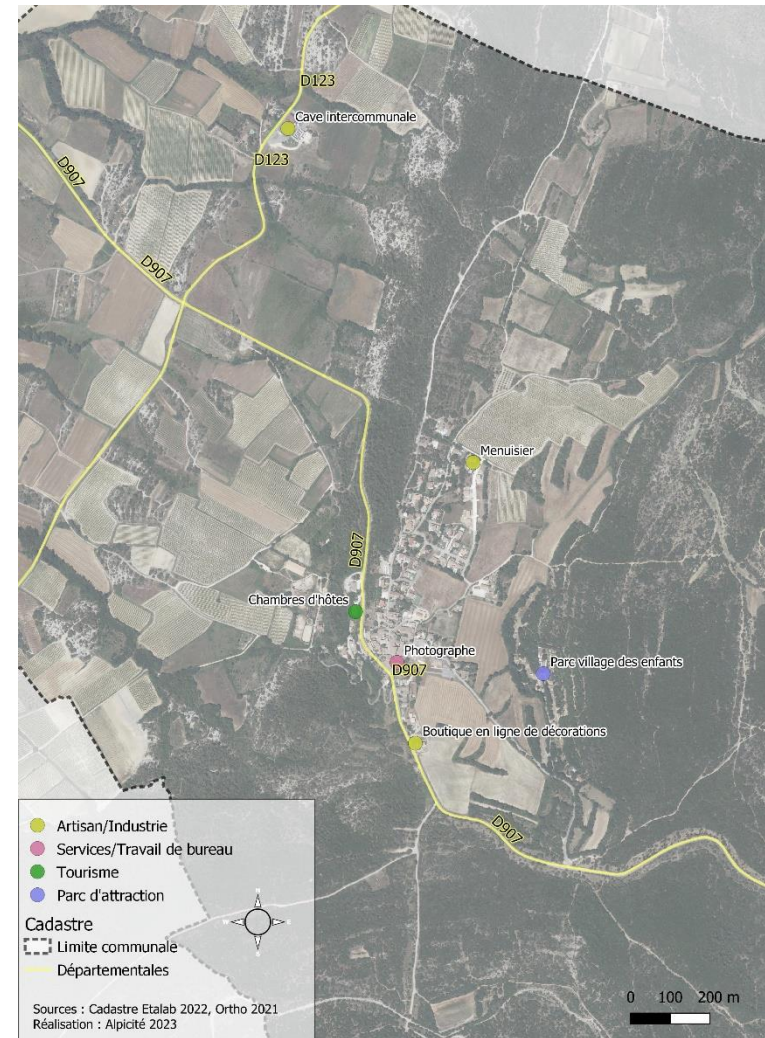 D123
Cave intercommunale
D123
D907
D907
Menuisier
D907
Chambres d'hôtes
Photographe
D907
Parc village des enfants
Boutique en ligne de décorations
D907
Artisan/Industrie
Services/Travail de bureau
Tourisme
Parc d'attraction
Cadastre
Limite communale
Départementales
Sources : Cadastre Etalab 2022, Ortho 2021
Réalisation : Alpicité 2023
0 100 200 m